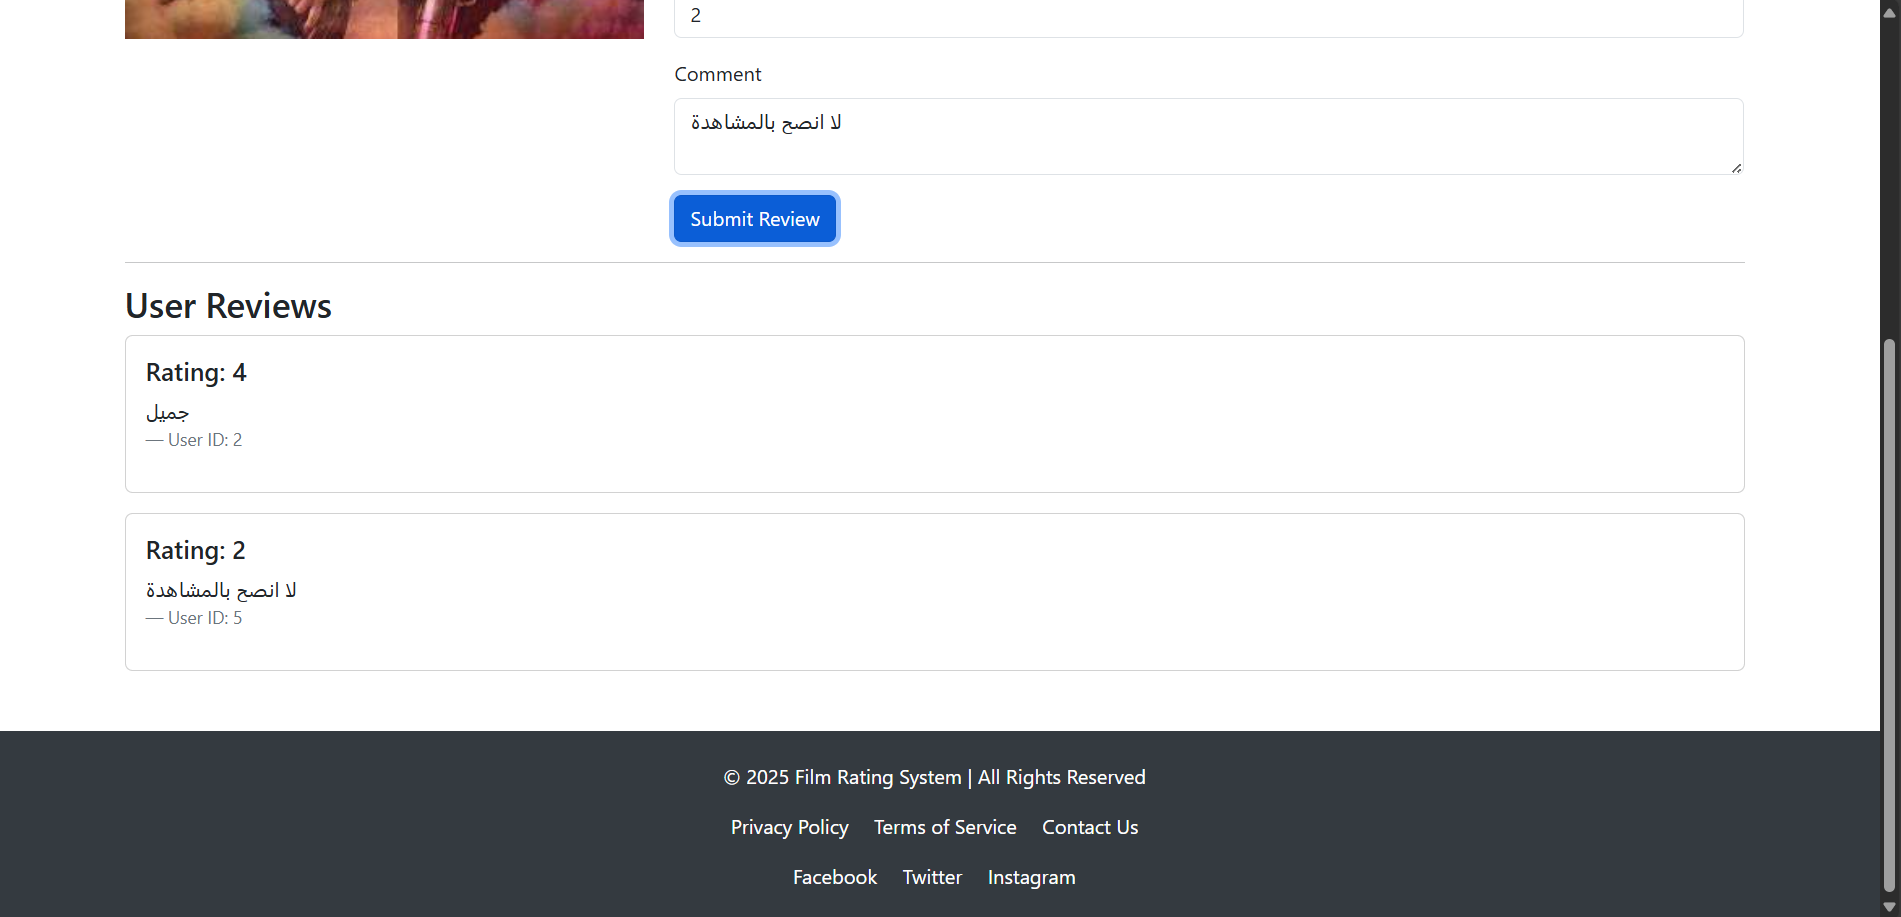 2
Comment
لا انصح بالمشاهدة
Submit Review
User Reviews
Rating: 4
جميل
— User ID: 2
Rating: 2
لا انصح بالمشاهدة
— User ID: 5
© 2025 Film Rating System | All Rights Reserved
Privacy Policy Terms of Service Contact Us
Facebook Twitter Instagram